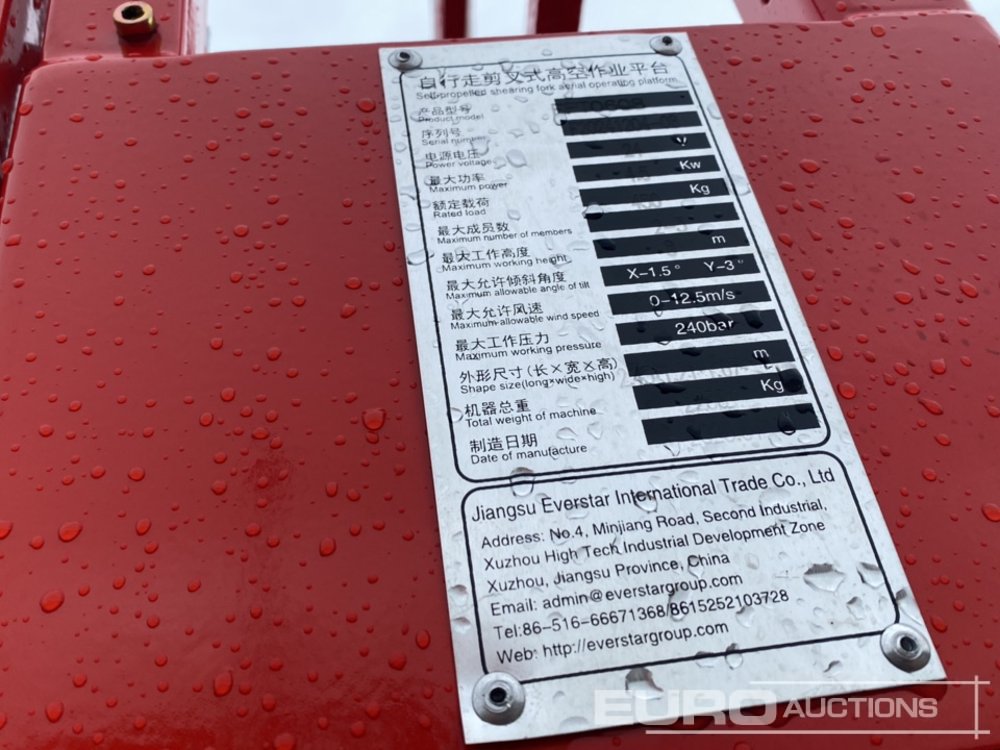 自行走剪叉式高空作业平台
Self-propelled shearing fork aerial operating platform
产品型号
Product model
序列号
Serial number
电源电压 V
Power voltage
最大功率 Kw
Maximum power
额定载荷 Kg
Rated load
最大成员数
Maximum number of members
最大工作高度 m
Maximum working height
最大允许倾斜角度 X-1.5° Y-3°
Maximum allowable angle of tilt
最大允许风速 0-12.5m/s
Maximum allowable wind speed
最大工作压力 240bar
Maximum working pressure
外形尺寸(长×宽×高) m
Shape size(long×wide×high)
机器总重 Kg
Total weight of machine
制造日期
Date of manufacture
Jiangsu Everstar International Trade Co., Ltd
Address: No.4, Minjiang Road, Second Industrial,
Xuzhou High Tech Industrial Development Zone
Xuzhou, Jiangsu Province, China
Email: admin@everstargroup.com
Tel:86-516-66671368/8615252103728
Web: http://everstargroup.com
EURO AUCTIONS